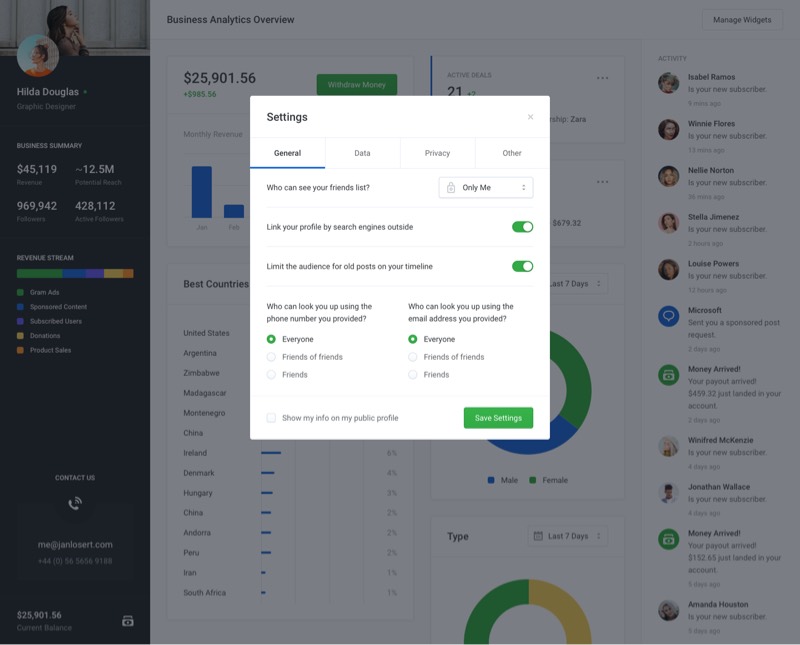 Business Analytics Overview
Manage Widgets
Hilda Douglas
Graphic Designer
BUSINESS SUMMARY
$45,119
~12.5M
Revenue
Potential Reach
969,942
428,112
Followers
Active Followers
REVENUE STREAM
Gram Ads
Sponsored Content
Subscribed Users
Donations
Product Sales
CONTACT US
me@janlosert.com
+44 (0) 56 5656 9188
$25,901.56
Current Balance
$25,901.56
+$985.56
Withdraw Money
Monthly Revenue
Jan
Feb
ACTIVE DEALS
21 +2
rship: Zara
$679.32
Settings
General
Data
Privacy
Other
Who can see your friends list?
Only Me
Link your profile by search engines outside
Limit the audience for old posts on your timeline
Who can look you up using the
phone number you provided?
Everyone
Friends of friends
Friends
Who can look you up using the
email address you provided?
Everyone
Friends of friends
Friends
Show my info on my public profile
Save Settings
Best Countries
United States
Argentina
Zimbabwe
Madagascar
Montenegro
China
Ireland 6%
Denmark 4%
Hungary 3%
China 2%
Andorra 2%
Peru 2%
Iran 1%
South Africa 1%
Last 7 Days
Male
Female
Type
Last 7 Days
ACTIVITY
Isabel Ramos
Is your new subscriber.
9 mins ago
Winnie Flores
Is your new subscriber.
13 mins ago
Nellie Norton
Is your new subscriber.
36 mins ago
Stella Jimenez
Is your new subscriber.
2 hours ago
Louise Powers
Is your new subscriber.
12 hours ago
Microsoft
Sent you a sponsored post
request.
2 days ago
Money Arrived!
Your payout arrived!
$459.32 just landed in your
account.
2 days ago
Winifred McKenzie
Is your new subscriber.
4 days ago
Jonathan Wallace
Is your new subscriber.
4 days ago
Money Arrived!
Your payout arrived!
$152.65 just landed in your
account.
5 days ago
Amanda Houston
Is your new subscriber.